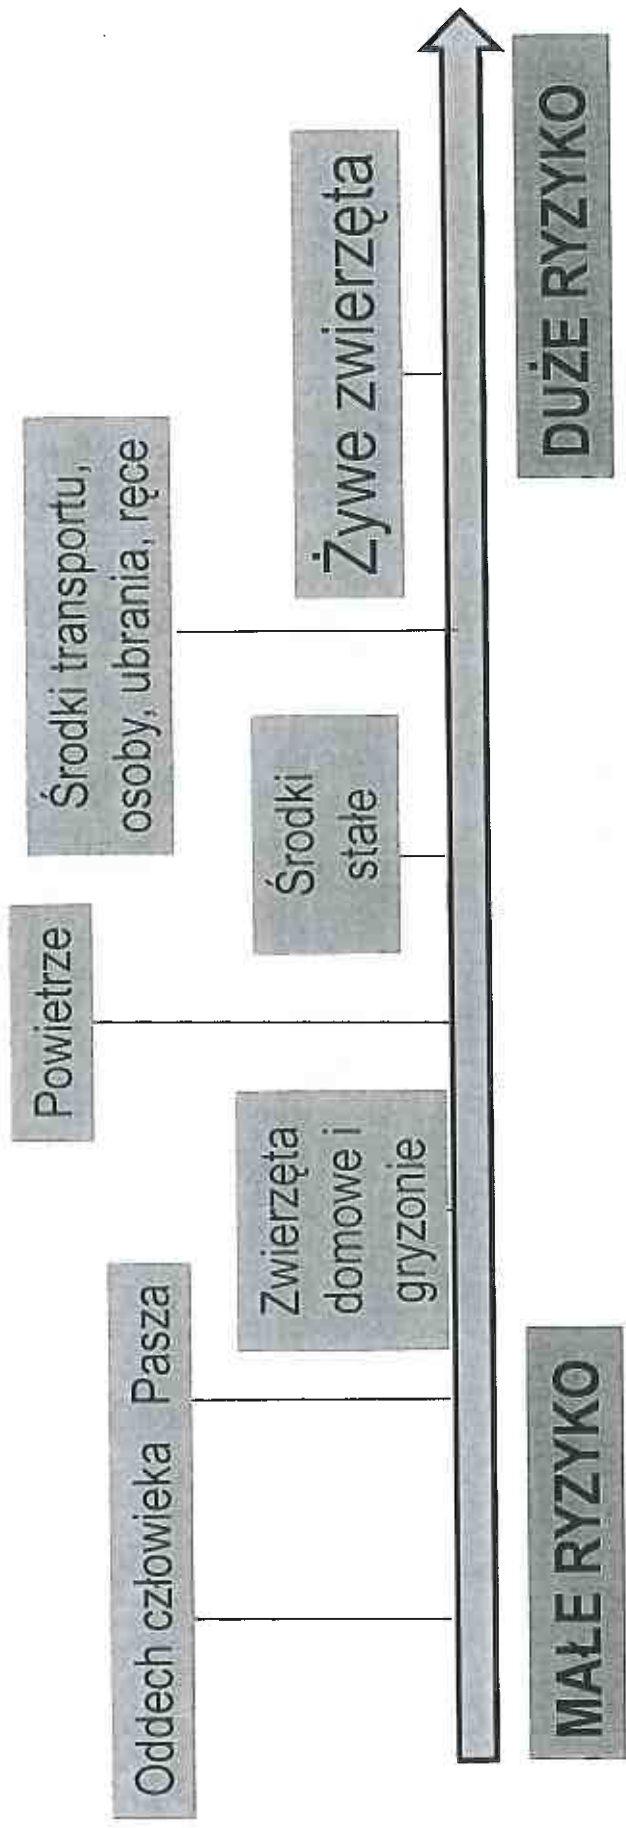 Powietrze
Środki transportu,
osoby, ubrania, ręce
Oddech człowieka Pasza
Zwierzęta
domowe i
gryzonie
Środki
stałe
Żywe zwierzęta
MAŁE RYZYKO
DUŻE RYZYKO